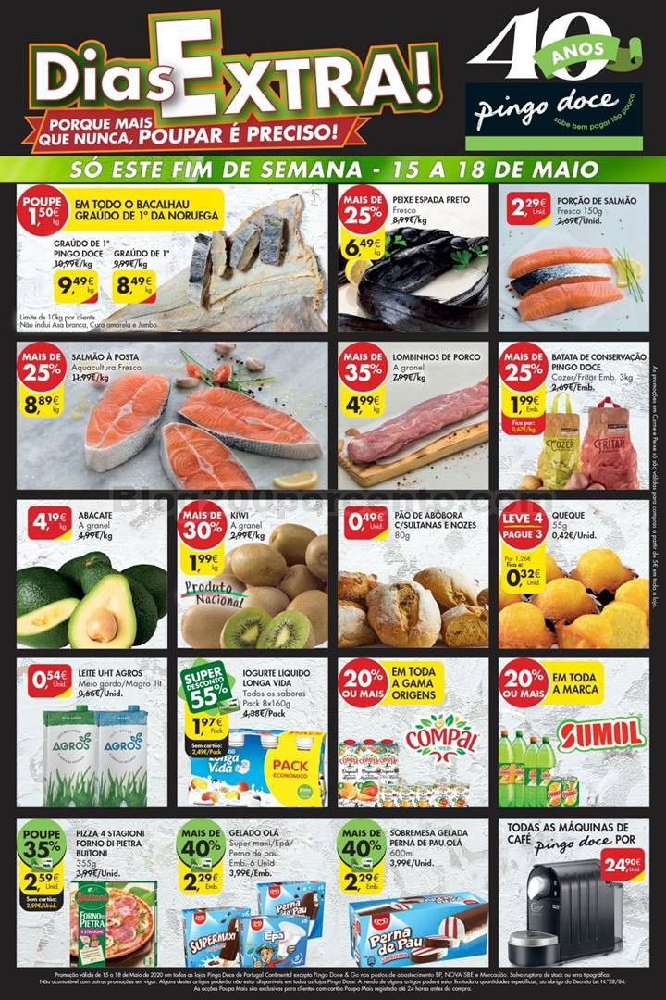 Dias EXTRA!
PORQUE MAIS
QUE NUNCA, POUPAR É PRECISO!
40 ANOS
pingo doce
sabe bem pagar tão pouco
SÓ ESTE FIM DE SEMANA - 15 A 18 DE MAIO
POUPE
1,50€
kg
EM TODO O BACALHAU
GRAÚDO DE 1ª DA NORUEGA
GRAÚDO DE 1ª
PINGO DOCE
10,99€/kg
9,49€
kg
GRAÚDO DE 1ª
9,99€/kg
8,49€
kg
Limite de 10kg por cliente.
Não inclui Asa branca, Cura amarela e Jumbo.
MAIS DE
25%
PEIXE ESPADA PRETO
Fresco
8,99€/kg
6,49€
kg
2,29€
Unid.
PORÇÃO DE SALMÃO
Fresco 150g
2,69€/Unid.
MAIS DE
25%
SALMÃO À POSTA
Aquacultura Fresco
11,99€/kg
8,89€
kg
MAIS DE
35%
LOMBINHOS DE PORCO
A granel
7,99€/kg
4,99€
kg
MAIS DE
25%
BATATA DE CONSERVAÇÃO
PINGO DOCE
Cozer/Fritar Emb. 3kg
2,69€/Emb.
1,99€
Emb.
Fica por:
0,67€/kg
COZER
FRITAR
As promoções em Carne e Peixe só são válidas para compras a partir de 5€ em toda a loja.
4,19€
kg
ABACATE
A granel
4,99€/kg
MAIS DE
30%
KIWI
A granel
2,99€/kg
1,99€
kg
Produto
Nacional
0,49€
Unid.
PÃO DE ABÓBORA
C/SULTANAS E NOZES
80g
LEVE 4
PAGUE 3
QUEQUE
55g
0,42€/Unid.
Por 1,26€
Fica a:
0,32€
Unid.
0,54€
Unid.
LEITE UHT AGROS
Meio gordo/Magro 1lt
0,66€/Unid.
AGROS
AGROS
SUPER
DESCONTO
55%
IOGURTE LÍQUIDO
LONGA VIDA
Todos os sabores
Pack 8x160g
4,38€/Pack
1,97€
Pack
Sem cartão:
2,49€/Pack
Longa
Vida
PACK
ECONÓMICO
20%
OU MAIS
EM TODA
A GAMA
ORIGENS
COMPAL
1952
20%
OU MAIS
EM TODA
A MARCA
SUMOL
POUPE
35%
PIZZA 4 STAGIONI
FORNO DI PIETRA
BUITONI
355g
3,99€/Unid.
2,59€
Unid.
Sem cartão:
3,59€/Unid.
Buitoni
FORNO DI
PIETRA
4 STAGIONI
MAIS DE
40%
GELADO OLÁ
Super maxi/Epá/
Perna de pau
Emb. 6 Unid
3,99€/Emb.
2,29€
Emb.
SUPERMAXI
Epá
Perna
de Pau
MAIS DE
40%
SOBREMESA GELADA
PERNA DE PAU OLÁ
600ml
3,99€/Unid.
2,29€
Emb.
Perna
de Pau
TODAS AS MÁQUINAS DE
CAFÉ pingo doce POR
24,90€
Unid.
Promoção válida de 15 a 18 de Maio de 2020 em todas as lojas Pingo Doce de Portugal Continental excepto Pingo Doce & Go nos postos de abastecimento BP, NOVA SBE e Mercadão. Salvo ruptura de stock ou erro tipográfico.
Não acumulável com outras promoções em vigor. Alguns destes artigos poderão não estar disponíveis em todas as lojas Pingo Doce. A venda de alguns artigos poderá estar limitada a quantidades específicas, ao abrigo do Decreto Lei N.º28/84.
As acções Poupa Mais são exclusivas para clientes com cartão Poupa Mais registado até 24 horas antes da compra.